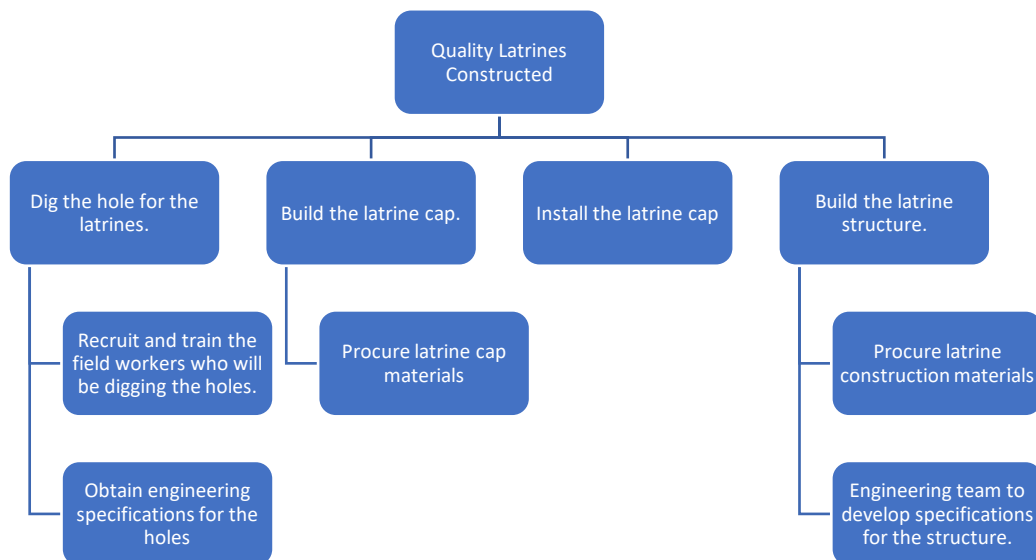 Quality Latrines
Constructed
Dig the hole for the
latrines.
Build the latrine cap.
Install the latrine cap
Build the latrine
structure.
Recruit and train the
field workers who will
be digging the holes.
Procure latrine cap
materials
Procure latrine
construction materials
Obtain engineering
specifications for the
holes
Engineering team to
develop specifications
for the structure.